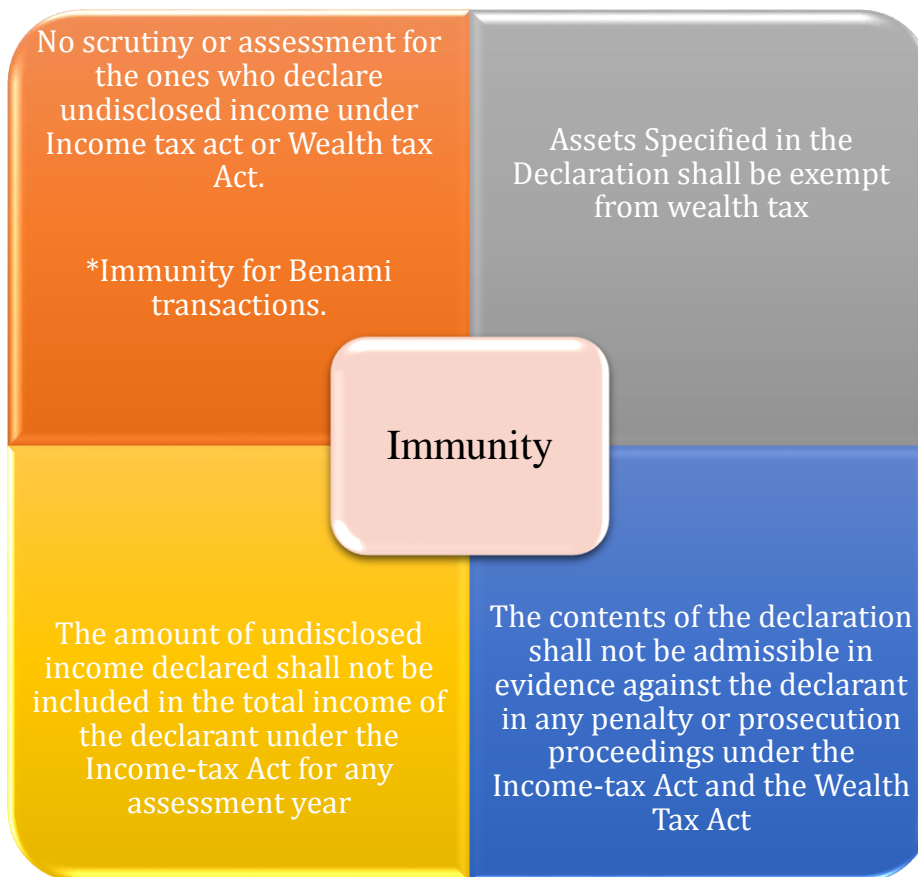 No scrutiny or assessment for
the ones who declare
undisclosed income under
Income tax act or Wealth tax
Act.
*Immunity for Benami
transactions.
Assets Specified in the
Declaration shall be exempt
from wealth tax
Immunity
The amount of undisclosed
income declared shall not be
included in the total income of
the declarant under the
Income-tax Act for any
assessment year
The contents of the declaration
shall not be admissible in
evidence against the declarant
in any penalty or prosecution
proceedings under the
Income-tax Act and the Wealth
Tax Act